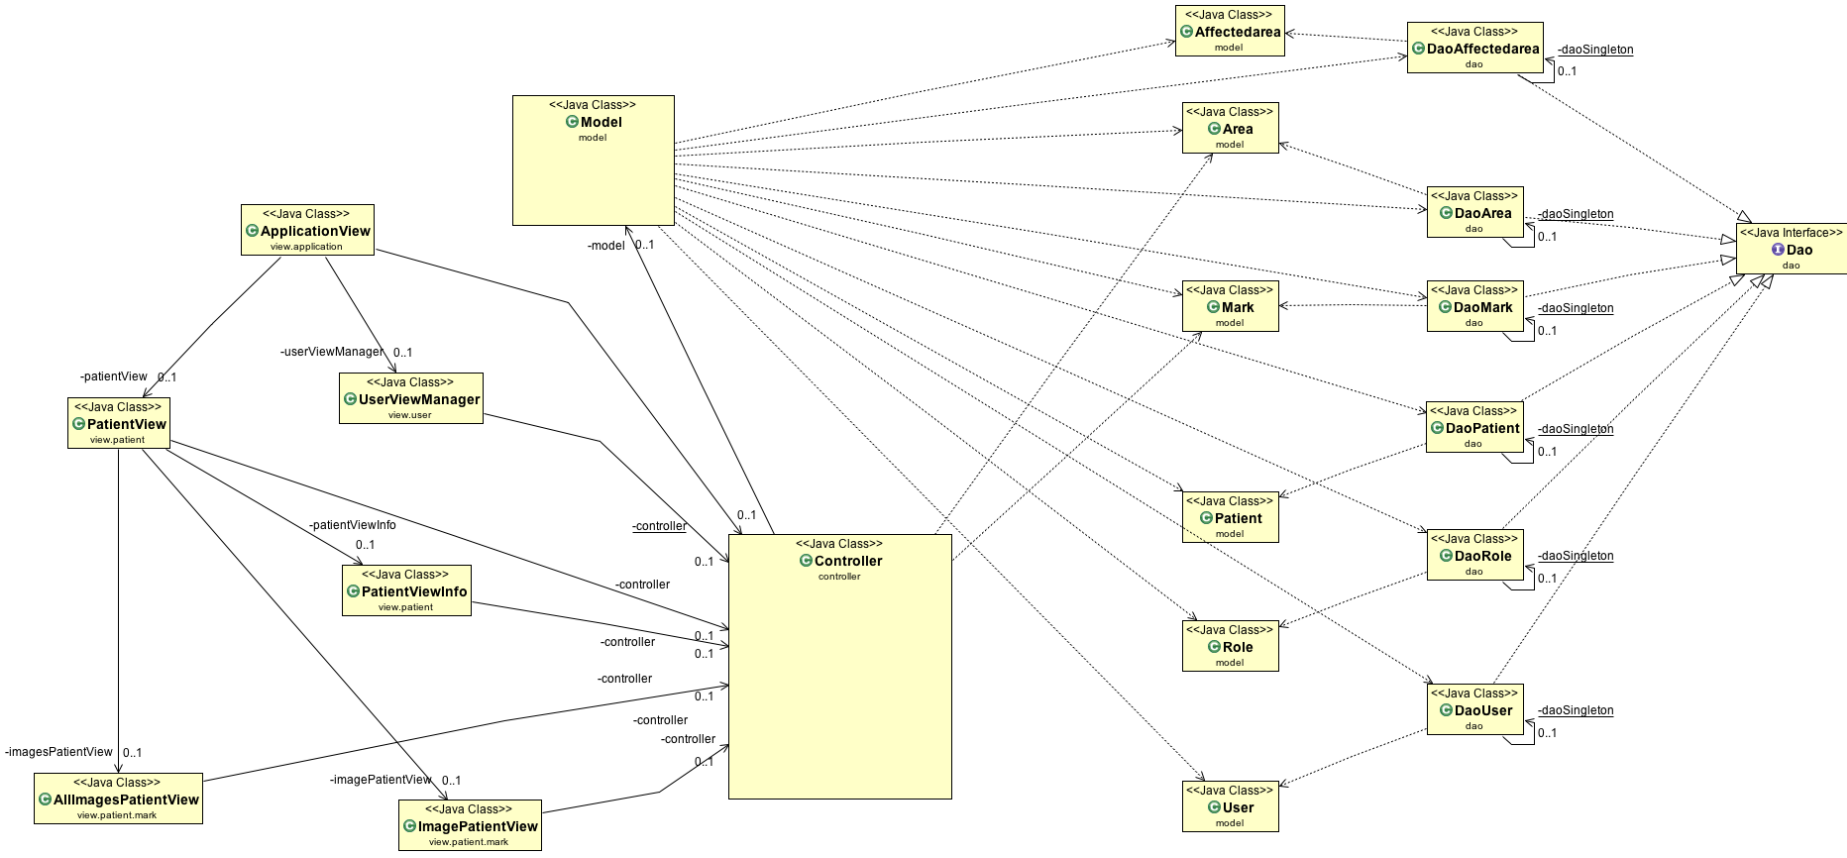 <<Java Class>>
Affectedarea
model
<<Java Class>>
DaoAffectedarea
dao
-daoSingleton
0..1
<<Java Class>>
Model
model
<<Java Class>>
Area
model
<<Java Class>>
DaoArea
dao
-daoSingleton
0..1
<<Java Interface>>
Dao
dao
<<Java Class>>
ApplicationView
view.application
-model
0..1
<<Java Class>>
Mark
model
<<Java Class>>
DaoMark
dao
-daoSingleton
0..1
-userViewManager
0..1
-patientView
0..1
<<Java Class>>
UserViewManager
view.user
<<Java Class>>
PatientView
view.patient
<<Java Class>>
DaoPatient
dao
-daoSingleton
0..1
<<Java Class>>
Patient
model
-patientViewInfo
0..1
-controller
0..1
0..1
<<Java Class>>
Controller
controller
<<Java Class>>
DaoRole
dao
-daoSingleton
0..1
<<Java Class>>
PatientViewInfo
view.patient
-controller
0..1
-controller
0..1
<<Java Class>>
Role
model
-controller
0..1
<<Java Class>>
DaoUser
dao
-daoSingleton
0..1
-controller
-controller
0..1
-imagesPatientView
0..1
-imagePatientView
0..1
<<Java Class>>
AllImagesPatientView
view.patient.mark
<<Java Class>>
ImagePatientView
view.patient.mark
<<Java Class>>
User
model